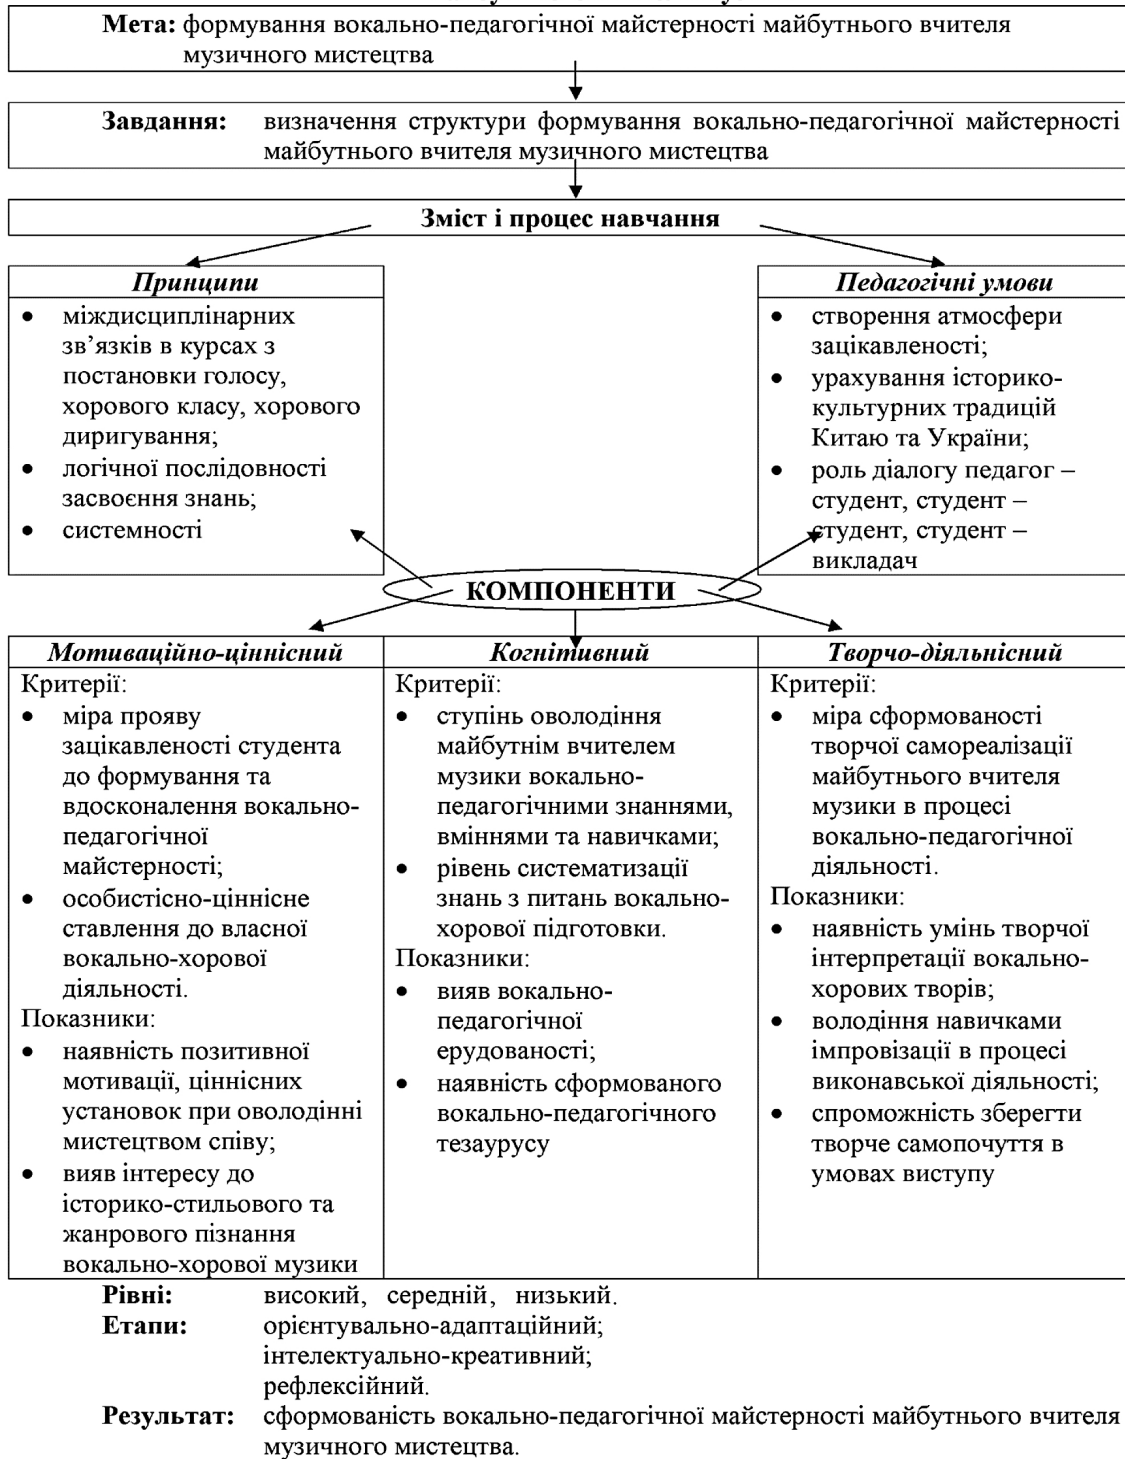 Мета: формування вокально-педагогічної майстерності майбутнього вчителя
музичного мистецтва
Завдання: визначення структури формування вокально-педагогічної майстерності
майбутнього вчителя музичного мистецтва
Зміст і процес навчання
Принципи
• міждисциплінарних
зв’язків в курсах з
постановки голосу,
хорового класу, хорового
диригування;
• логічної послідовності
засвоєння знань;
• системності
Педагогічні умови
• створення атмосфери
зацікавленості;
• урахування історико-
культурних традицій
Китаю та України;
• роль діалогу педагог –
студент, студент –
студент, студент –
викладач
КОМПОНЕНТИ
Мотиваційно-ціннісний
Критерії:
• міра прояву
зацікавленості студента
до формування та
вдосконалення вокально-
педагогічної
майстерності;
• особистісно-ціннісне
ставлення до власної
вокально-хорової
діяльності.
Показники:
• наявність позитивної
мотивації, ціннісних
установок при оволодінні
мистецтвом співу;
• вияв інтересу до
історико-стильового та
жанрового пізнання
вокально-хорової музики
Когнітивний
Критерії:
• ступінь оволодіння
майбутнім вчителем
музики вокально-
педагогічними знаннями,
вміннями та навичками;
• рівень систематизації
знань з питань вокально-
хорової підготовки.
Показники:
• вияв вокально-
педагогічної
ерудованості;
• наявність сформованого
вокально-педагогічного
тезаурусу
Творчо-діяльнісний
Критерії:
• міра сформованості
творчої самореалізації
майбутнього вчителя
музики в процесі
вокально-педагогічної
діяльності.
Показники:
• наявність умінь творчої
інтерпретації вокально-
хорових творів;
• володіння навичками
імпровізації в процесі
виконавської діяльності;
• спроможність зберегти
творче самопочуття в
умовах виступу
Рівні: високий, середній, низький.
Етапи: орієнтувально-адаптаційний;
інтелектуально-креативний;
рефлексійний.
Результат: сформованість вокально-педагогічної майстерності майбутнього вчителя
музичного мистецтва.